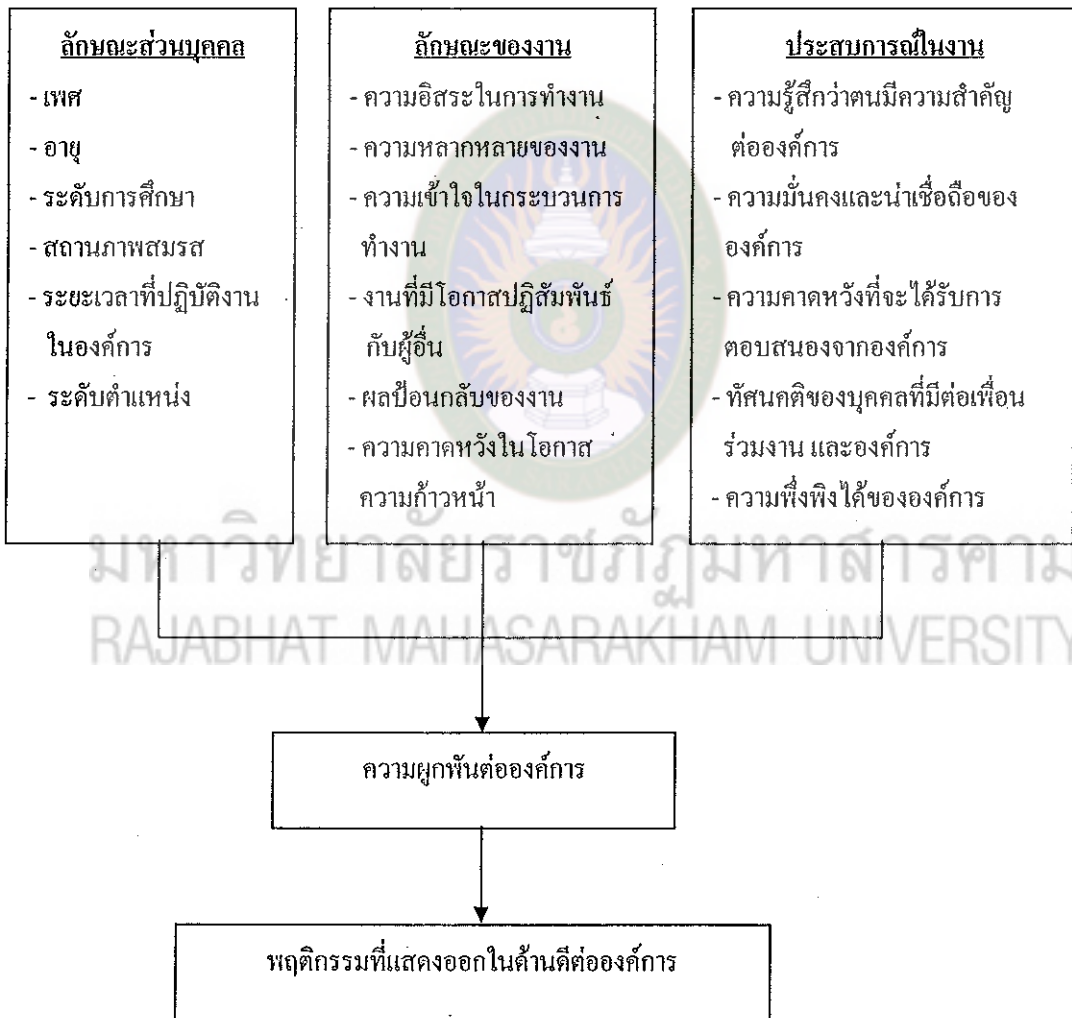 ลักษณะส่วนบุคคล
- เพศ
- อายุ
- ระดับการศึกษา
- สถานภาพสมรส
- ระยะเวลาที่ปฏิบัติงาน
ในองค์การ
- ระดับตำแหน่ง
ลักษณะของงาน
- ความอิสระในการทำงาน
- ความหลากหลายของงาน
- ความเข้าใจในกระบวนการ
ทำงาน
- งานที่มีโอกาสปฏิสัมพันธ์
กับผู้อื่น
- ผลป้อนกลับของงาน
- ความคาดหวังในโอกาส
ความก้าวหน้า
ประสบการณ์ในงาน
- ความรู้สึกว่าตนมีความสำคัญ
ต่อองค์การ
- ความมั่นคงและน่าเชื่อถือของ
องค์การ
- ความคาดหวังที่จะได้รับการ
ตอบสนองจากองค์การ
- ทัศนคติของบุคคลที่มีต่อเพื่อน
ร่วมงาน และองค์การ
- ความพึ่งพิงได้ขององค์การ
มหาวิทยาลัยราชภัฏมหาสารคาม
RAJABHAT MAHASARAKHAM UNIVERSITY
ความผูกพันต่อองค์การ
พฤติกรรมที่แสดงออกในด้านดีต่อองค์การ